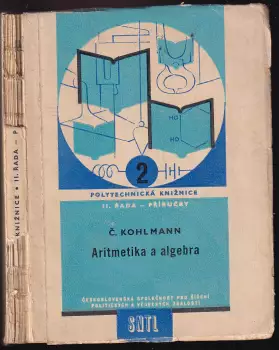 KNIŽNICE • II. ŘADA – P
HO
HO
2
POLYTECHNICKÁ KNIŽNICE
II. ŘADA – PŘÍRUČKY
Č. KOHLMANN
Aritmetika a algebra
ČESKOSLOVENSKÁ SPOLEČNOST PRO ŠÍŘENÍ
POLITICKÝCH A VĚDECKÝCH ZNALOSTÍ
SNTL